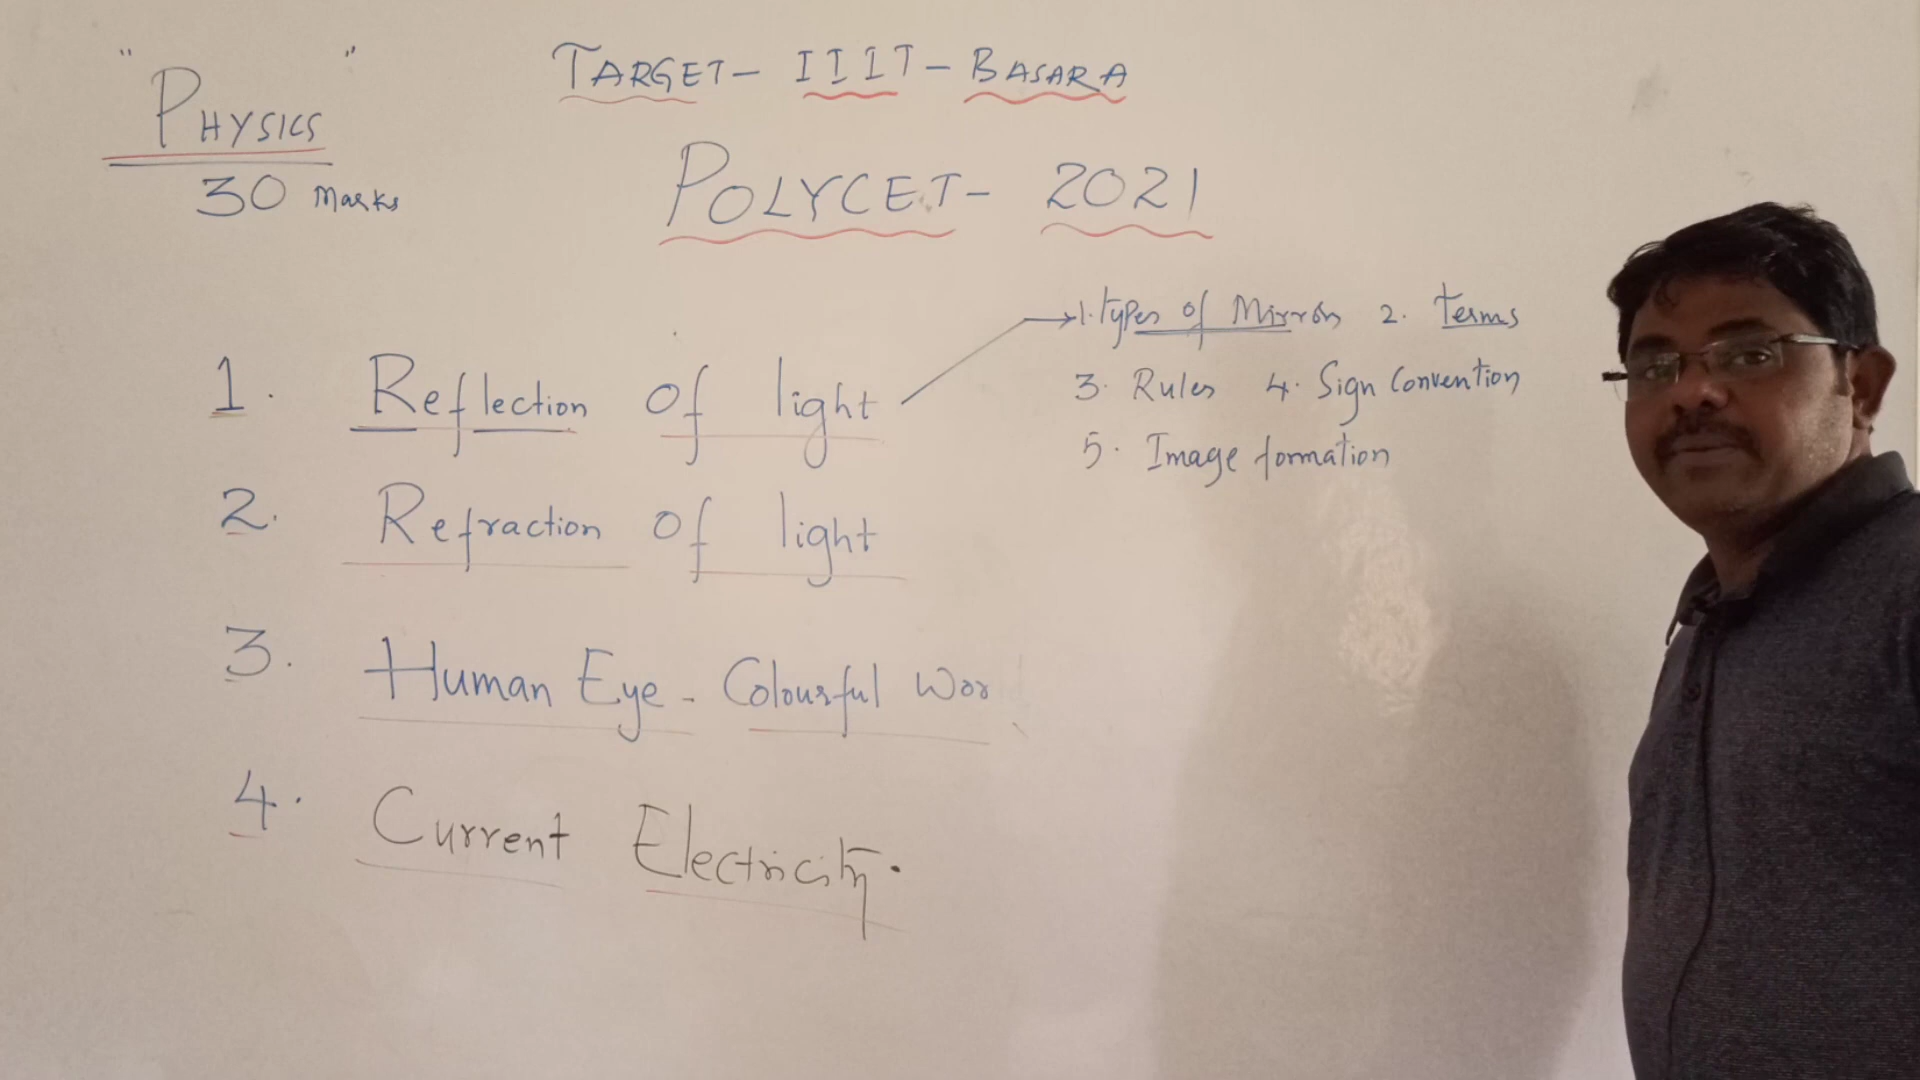 "Physics"
30 Marks
TARGET- IIIT - BASARA
POLYCET- 2021
1. Reflection of light
→1. Types of Mirror 2. terms
3. Rules 4. Sign Convention
5. Image formation
2. Refraction of light
3. Human Eye - Colourful Wor
4. Current Electricity.